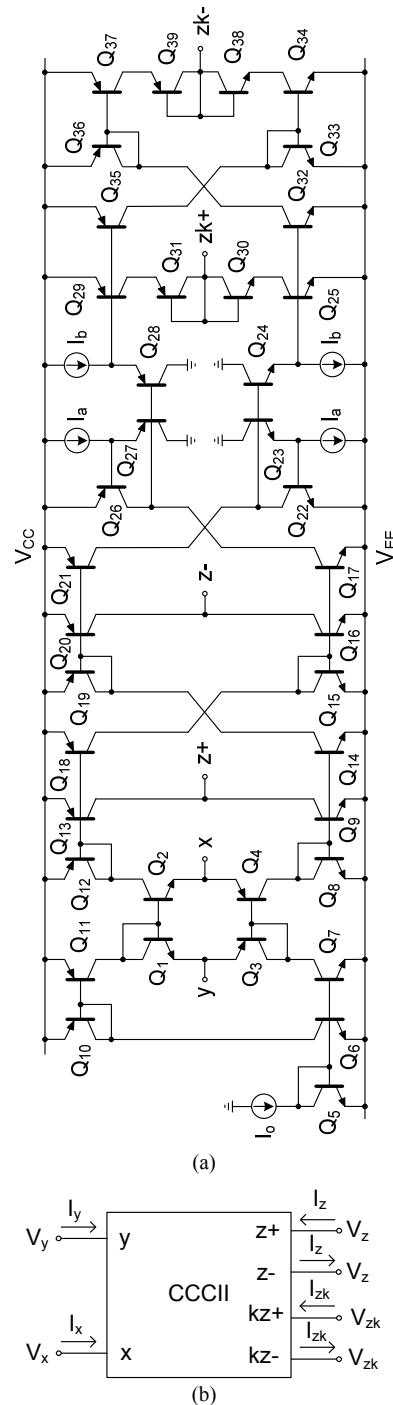 zk-
Q37
Q39
Q38
Q34
Q36
Q33
Q35
Q32
zk+
Q29
Q31
Q30
Q25
Ib
Q28
Q24
Ib
Ia
Q27
Q23
Ia
Q26
Q22
VCC
VEE
Q21
Q17
z-
Q20
Q16
Q19
Q15
Q18
Q14
z+
Q13
Q9
Q12
Q2
x
Q4
Q8
Q11
Q1
y
Q3
Q7
Q10
Q6
Io
Q5
(a)
Vy
Iy
y
z+
Iz
Vz
z-
Iz
Vz
CCCII
kz+
Izk
Vzk
Vx
Ix
x
kz-
Izk
Vzk
(b)